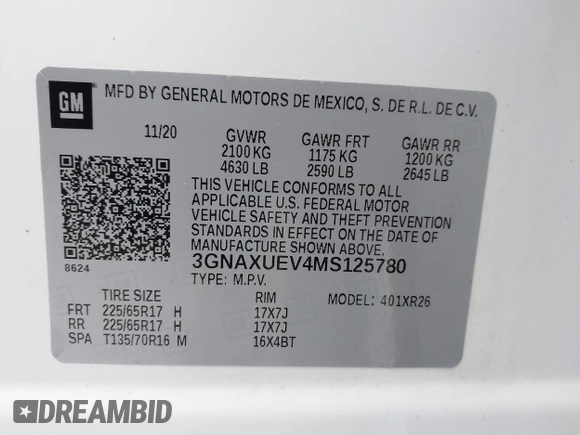 GM
MFD BY GENERAL MOTORS DE MEXICO, S. DE R.L. DE C.V.
11/20 GVWR GAWR FRT GAWR RR
2100 KG 1175 KG 1200 KG
4630 LB 2590 LB 2645 LB
THIS VEHICLE CONFORMS TO ALL
APPLICABLE U.S. FEDERAL MOTOR
VEHICLE SAFETY AND THEFT PREVENTION
STANDARDS IN EFFECT ON THE DATE
OF MANUFACTURE SHOWN ABOVE.
8624 3GNAXUEV4MS125780
TYPE: M.P.V.
TIRE SIZE RIM MODEL: 401XR26
FRT 225/65R17 H 17X7J
RR 225/65R17 H 17X7J
SPA T135/70R16 M 16X4BT
DREAMBID